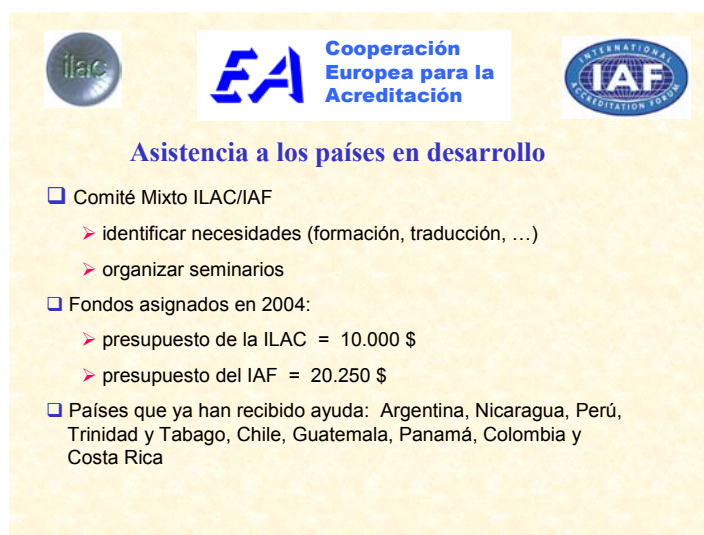 ilac
EA
Cooperación
Europea para la
Acreditación
INTERNATIONAL
IAF
ACCREDITATION FORUM
Asistencia a los países en desarrollo
Comité Mixto ILAC/IAF
identificar necesidades (formación, traducción, …)
organizar seminarios
Fondos asignados en 2004:
presupuesto de la ILAC = 10.000 $
presupuesto del IAF = 20.250 $
Países que ya han recibido ayuda: Argentina, Nicaragua, Perú,
Trinidad y Tabago, Chile, Guatemala, Panamá, Colombia y
Costa Rica